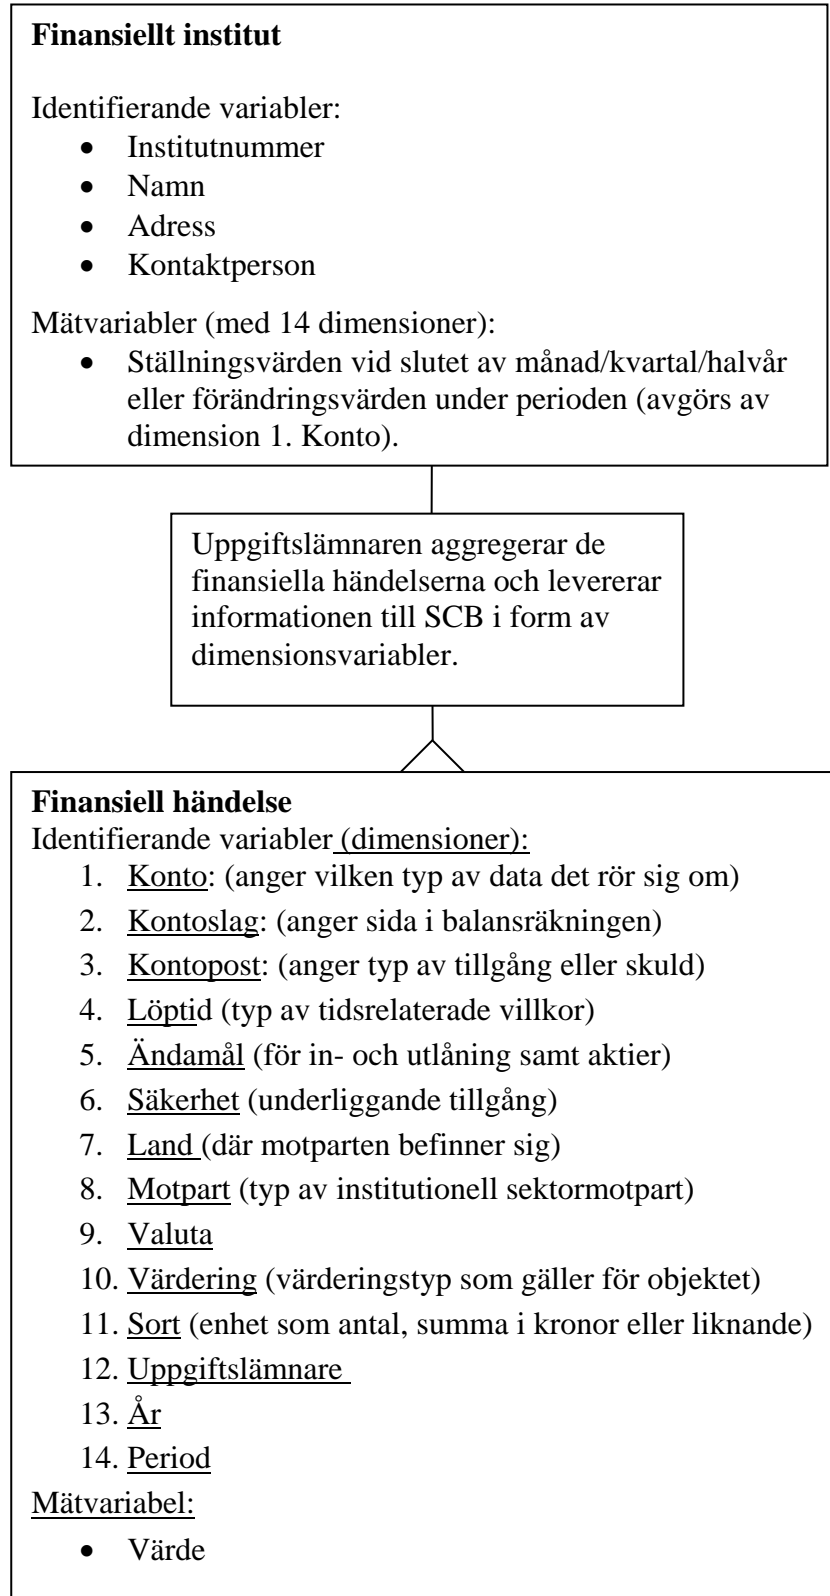 Finansiellt institut
Identifierande variabler:
• Institutnummer
• Namn
• Adress
• Kontaktperson
Mätvariabler (med 14 dimensioner):
• Ställningsvärden vid slutet av månad/kvartal/halvår
eller förändringsvärden under perioden (avgörs av
dimension 1. Konto).
Uppgiftslämnaren aggregerar de
finansiella händelserna och levererar
informationen till SCB i form av
dimensionsvariabler.
Finansiell händelse
Identifierande variabler (dimensioner):
1. Konto: (anger vilken typ av data det rör sig om)
2. Kontoslag: (anger sida i balansräkningen)
3. Kontopost: (anger typ av tillgång eller skuld)
4. Löptid (typ av tidsrelaterade villkor)
5. Ändamål (för in- och utlåning samt aktier)
6. Säkerhet (underliggande tillgång)
7. Land (där motparten befinner sig)
8. Motpart (typ av institutionell sektormotpart)
9. Valuta
10. Värdering (värderingstyp som gäller för objektet)
11. Sort (enhet som antal, summa i kronor eller liknande)
12. Uppgiftslämnare
13. År
14. Period
Mätvariabel:
• Värde